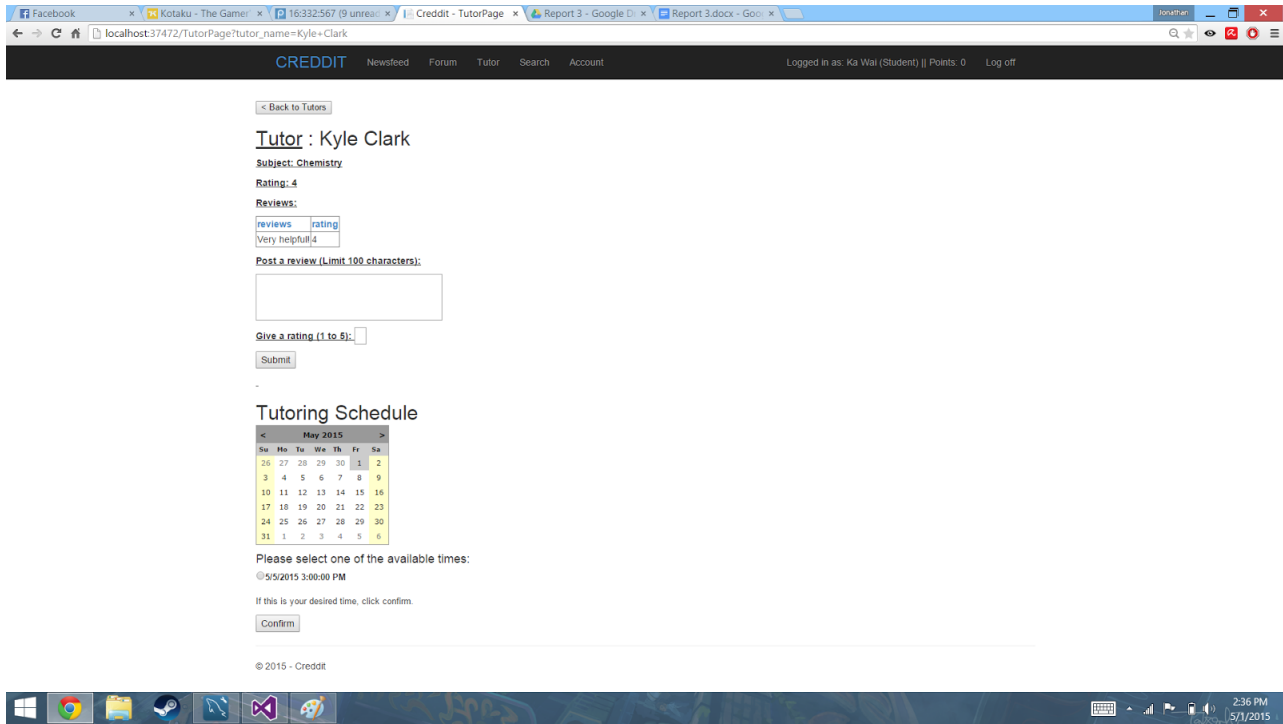 Facebook
Kotaku - The Gamer
16:332:567 (9 unread
Creddit - TutorPage
Report 3 - Google D
Report 3.docx - Goo
Jonathan
localhost:37472/TutorPage?tutor_name=Kyle+Clark
CREDDIT Newsfeed Forum Tutor Search Account Logged in as: Ka Wai (Student) || Points: 0 Log off
< Back to Tutors
Tutor : Kyle Clark
Subject: Chemistry
Rating: 4
Reviews:
reviews rating
Very helpfull 4
Post a review (Limit 100 characters):
Give a rating (1 to 5):
Submit
-
Tutoring Schedule
< May 2015 >
Su Mo Tu We Th Fr Sa
26 27 28 29 30 1 2
3 4 5 6 7 8 9
10 11 12 13 14 15 16
17 18 19 20 21 22 23
24 25 26 27 28 29 30
31 1 2 3 4 5 6
Please select one of the available times:
5/5/2015 3:00:00 PM
If this is your desired time, click confirm.
Confirm
© 2015 - Creddit
2:36 PM
5/1/2015